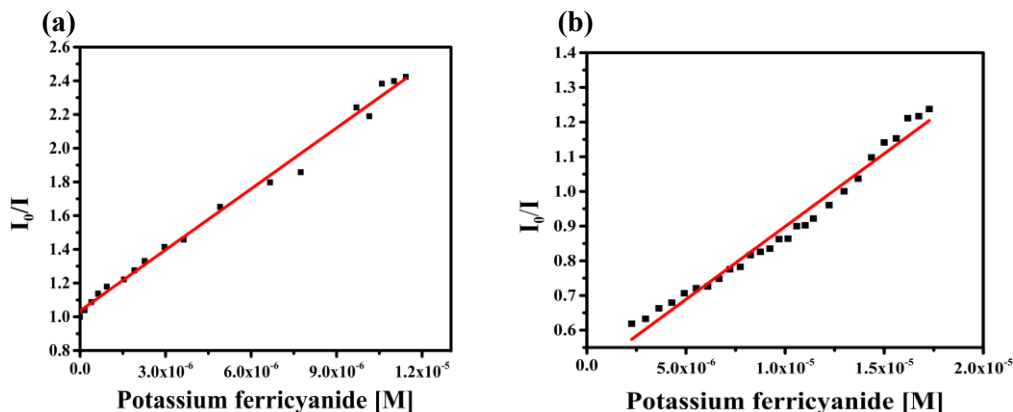 (a)
I₀/I
2.6
2.4
2.2
2.0
1.8
1.6
1.4
1.2
1.0
0.8
0.0
3.0x10⁻⁶
6.0x10⁻⁶
9.0x10⁻⁶
1.2x10⁻⁵
Potassium ferricyanide [M]
(b)
I₀/I
1.4
1.3
1.2
1.1
1.0
0.9
0.8
0.7
0.6
0.0
5.0x10⁻⁶
1.0x10⁻⁵
1.5x10⁻⁵
2.0x10⁻⁵
Potassium ferricyanide [M]